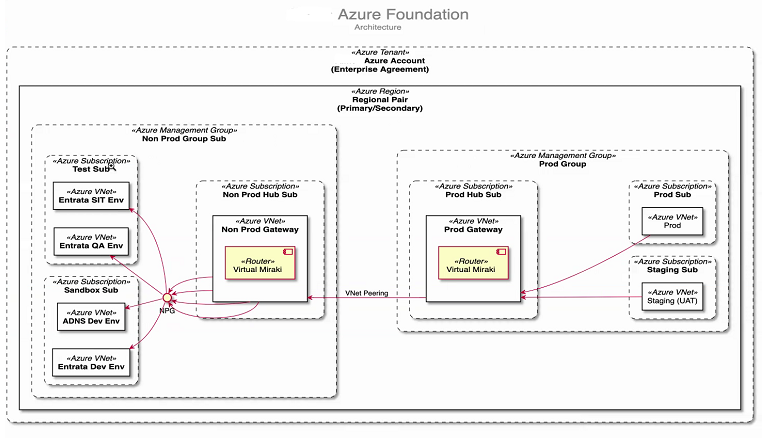 Azure Foundation
Architecture
«Azure Tenant»
Azure Account
(Enterprise Agreement)
«Azure Region»
Regional Pair
(Primary/Secondary)
«Azure Management Group»
Non Prod Group Sub
«Azure Subscription»
Test Sub
«Azure VNet»
Entrata SIT Env
«Azure VNet»
Entrata QA Env
«Azure Subscription»
Sandbox Sub
«Azure VNet»
ADNS Dev Env
«Azure VNet»
Entrata Dev Env
NPG
«Azure Subscription»
Non Prod Hub Sub
«Azure VNet»
Non Prod Gateway
«Router»
Virtual Miraki
VNet Peering
«Azure Management Group»
Prod Group
«Azure Subscription»
Prod Hub Sub
«Azure VNet»
Prod Gateway
«Router»
Virtual Miraki
«Azure Subscription»
Prod Sub
«Azure VNet»
Prod
«Azure Subscription»
Staging Sub
«Azure VNet»
Staging (UAT)